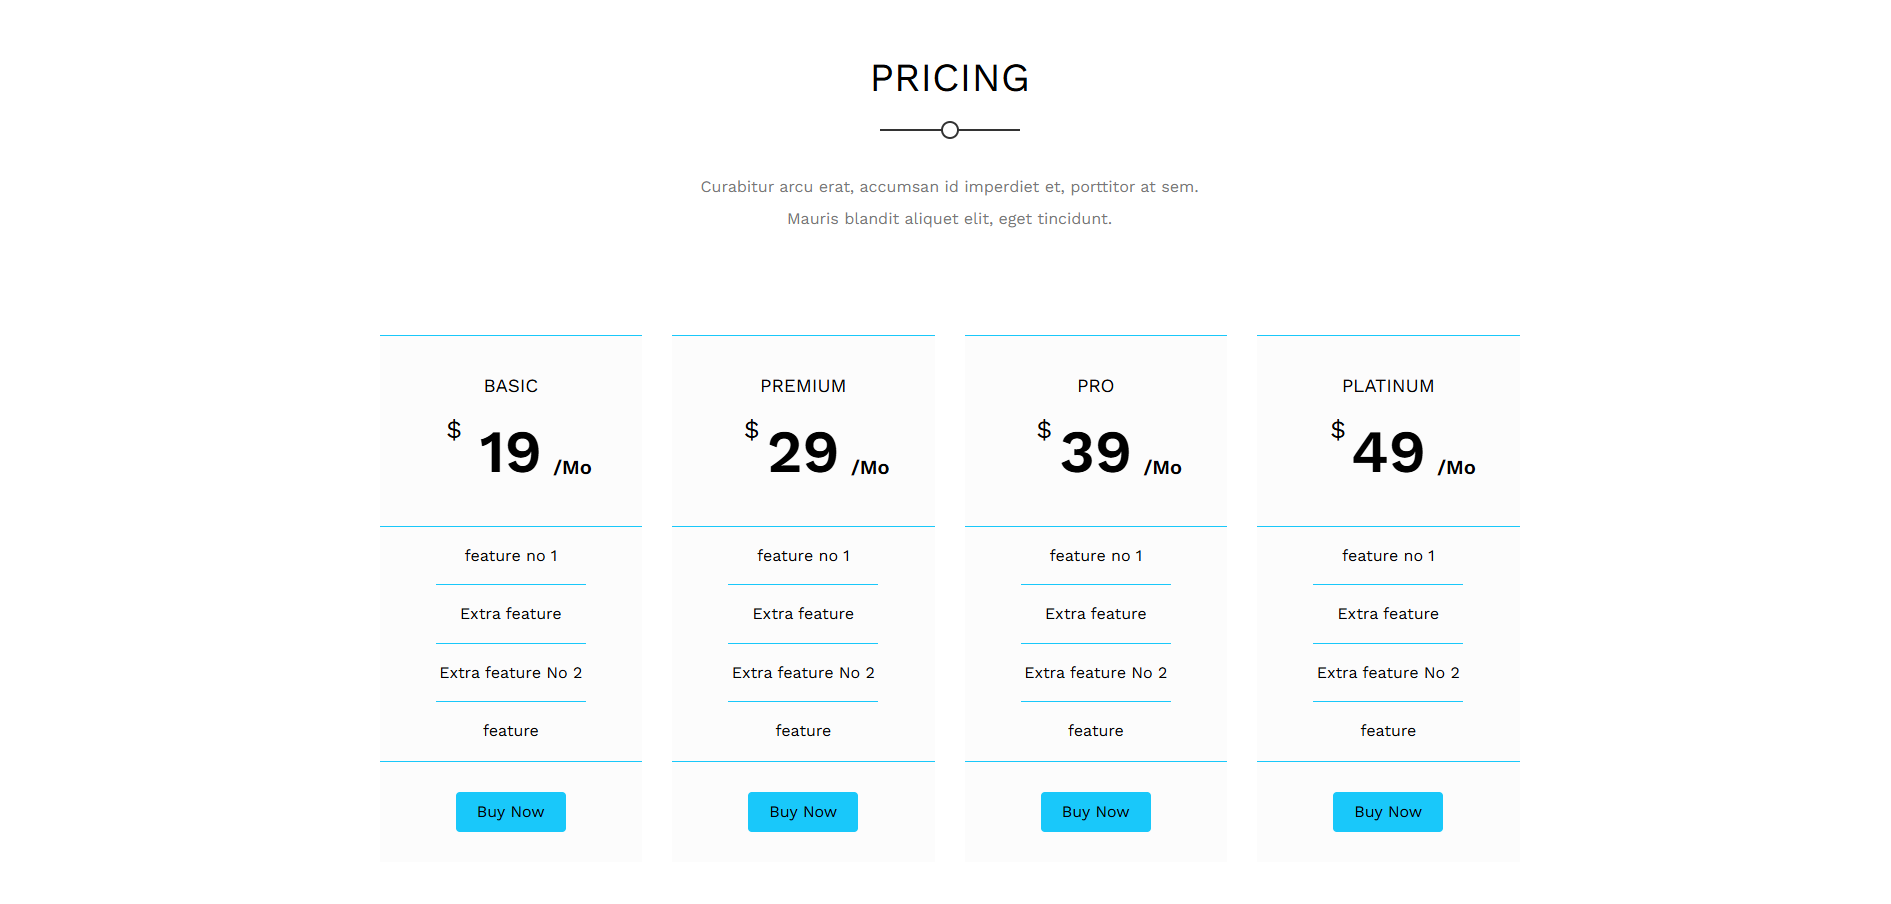 PRICING
Curabitur arcu erat, accumsan id imperdiet et, porttitor at sem.
Mauris blandit aliquet elit, eget tincidunt.
BASIC
$ 19 /Mo
feature no 1
Extra feature
Extra feature No 2
feature
Buy Now
PREMIUM
$ 29 /Mo
feature no 1
Extra feature
Extra feature No 2
feature
Buy Now
PRO
$ 39 /Mo
feature no 1
Extra feature
Extra feature No 2
feature
Buy Now
PLATINUM
$ 49 /Mo
feature no 1
Extra feature
Extra feature No 2
feature
Buy Now